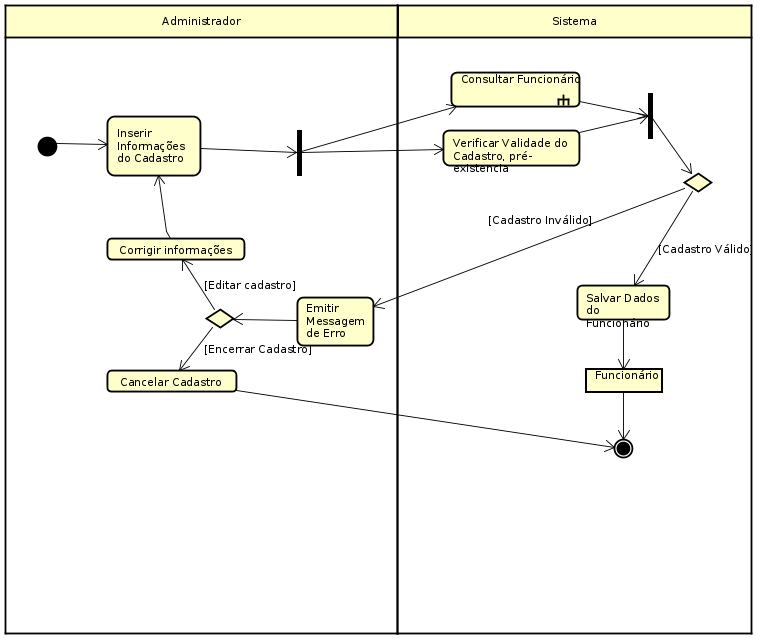 Administrador
Sistema
Consultar Funcionário
Inserir
Informações
do Cadastro
Verificar Validade do
Cadastro, pré-
existencia
[Cadastro Inválido]
Corrigir informações
[Cadastro Válido]
[Editar cadastro]
Emitir
Messagem
de Erro
Salvar Dados
do
Funcionário
[Encerrar Cadastro]
Cancelar Cadastro
Funcionário